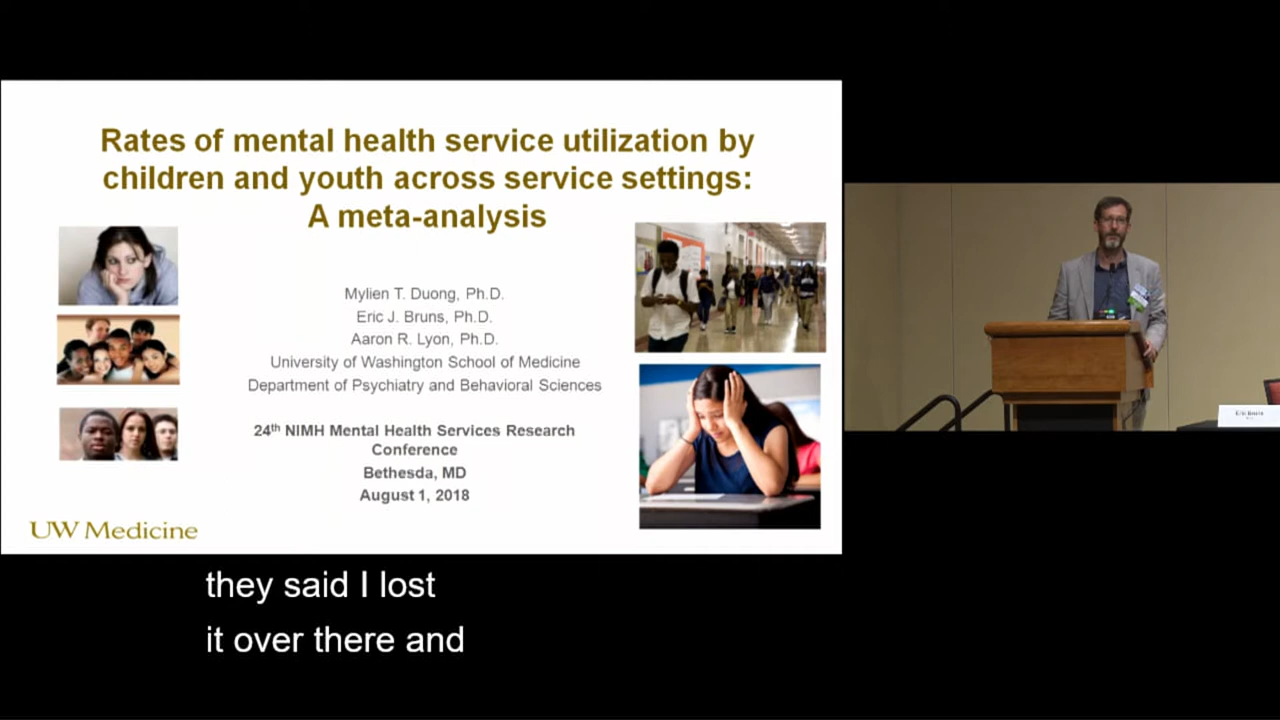 Rates of mental health service utilization by
children and youth across service settings:
A meta-analysis
Mylien T. Duong, Ph.D.
Eric J. Bruns, Ph.D.
Aaron R. Lyon, Ph.D.
University of Washington School of Medicine
Department of Psychiatry and Behavioral Sciences
24th NIMH Mental Health Services Research
Conference
Bethesda, MD
August 1, 2018
UW Medicine
they said I lost
it over there and